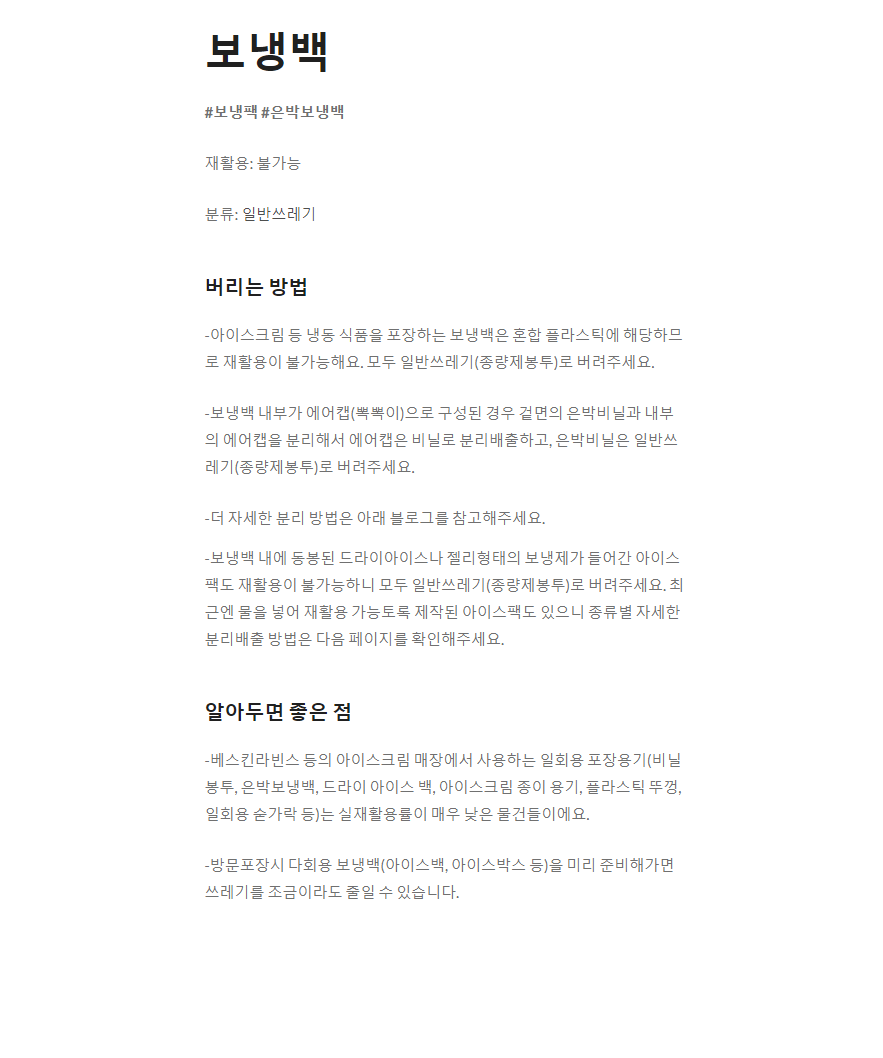 보냉백
#보냉팩 #은박보냉백
재활용: 불가능
분류: 일반쓰레기
버리는 방법
-아이스크림 등 냉동 식품을 포장하는 보냉백은 혼합 플라스틱에 해당하므
로 재활용이 불가능해요. 모두 일반쓰레기(종량제봉투)로 버려주세요.
-보냉백 내부가 에어캡(뽁뽁이)으로 구성된 경우 겉면의 은박비닐과 내부
의 에어캡을 분리해서 에어캡은 비닐로 분리배출하고, 은박비닐은 일반쓰
레기(종량제봉투)로 버려주세요.
-더 자세한 분리 방법은 아래 블로그를 참고해주세요.
-보냉백 내에 동봉된 드라이아이스나 젤리형태의 보냉제가 들어간 아이스
팩도 재활용이 불가능하니 모두 일반쓰레기(종량제봉투)로 버려주세요. 최
근엔 물을 넣어 재활용 가능토록 제작된 아이스팩도 있으니 종류별 자세한
분리배출 방법은 다음 페이지를 확인해주세요.
알아두면 좋은 점
-베스킨라빈스 등의 아이스크림 매장에서 사용하는 일회용 포장용기(비닐
봉투, 은박보냉백, 드라이 아이스 백, 아이스크림 종이 용기, 플라스틱 뚜껑,
일회용 숟가락 등)는 실재활용률이 매우 낮은 물건들이에요.
-방문포장시 다회용 보냉백(아이스백, 아이스박스 등)을 미리 준비해가면
쓰레기를 조금이라도 줄일 수 있습니다.